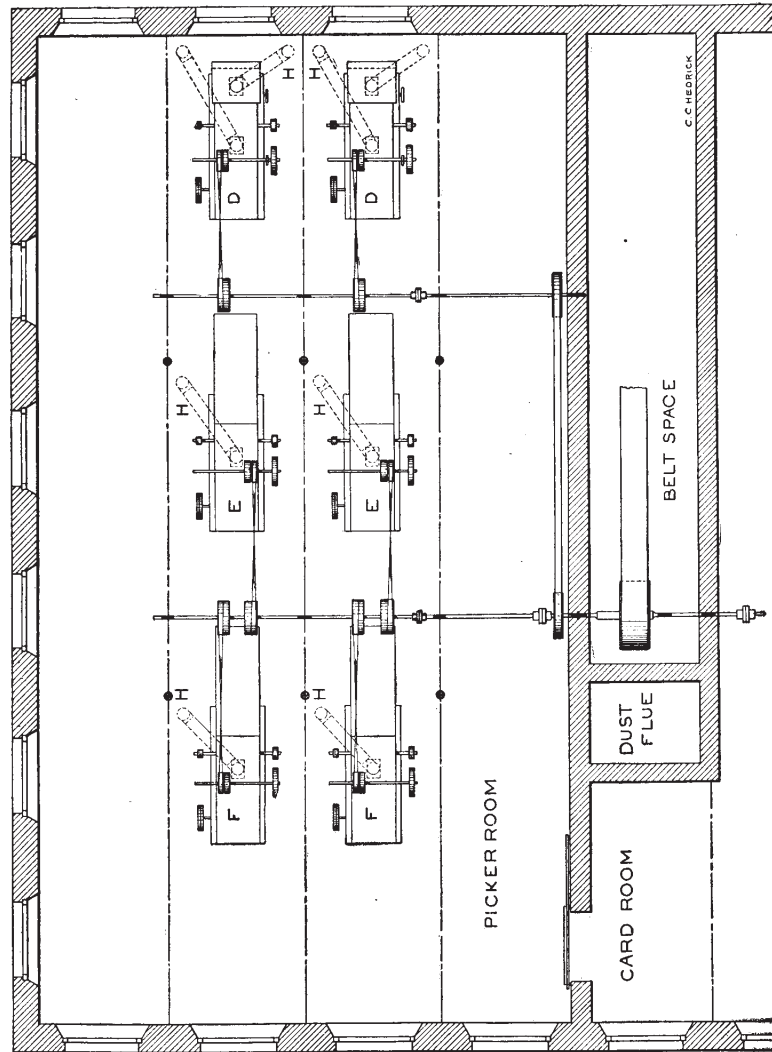 H
H
F
E
D
H
H
H
H
F
E
D
PICKER ROOM
CARD ROOM
DUST
FLUE
BELT SPACE
C.C HEDRICK